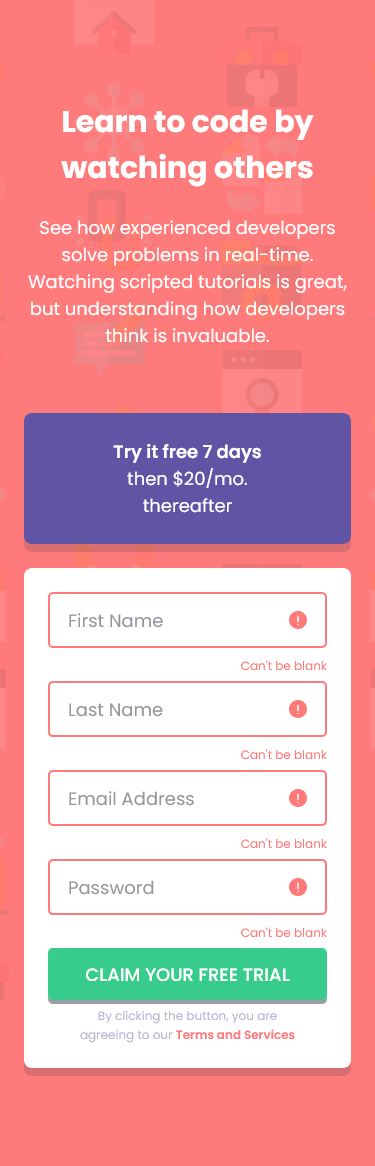 Learn to code by
watching others
See how experienced developers
solve problems in real-time.
Watching scripted tutorials is great,
but understanding how developers
think is invaluable.
Try it free 7 days
then $20/mo.
thereafter
First Name
Can't be blank
Last Name
Can't be blank
Email Address
Can't be blank
Password
Can't be blank
CLAIM YOUR FREE TRIAL
By clicking the button, you are
agreeing to our Terms and Services